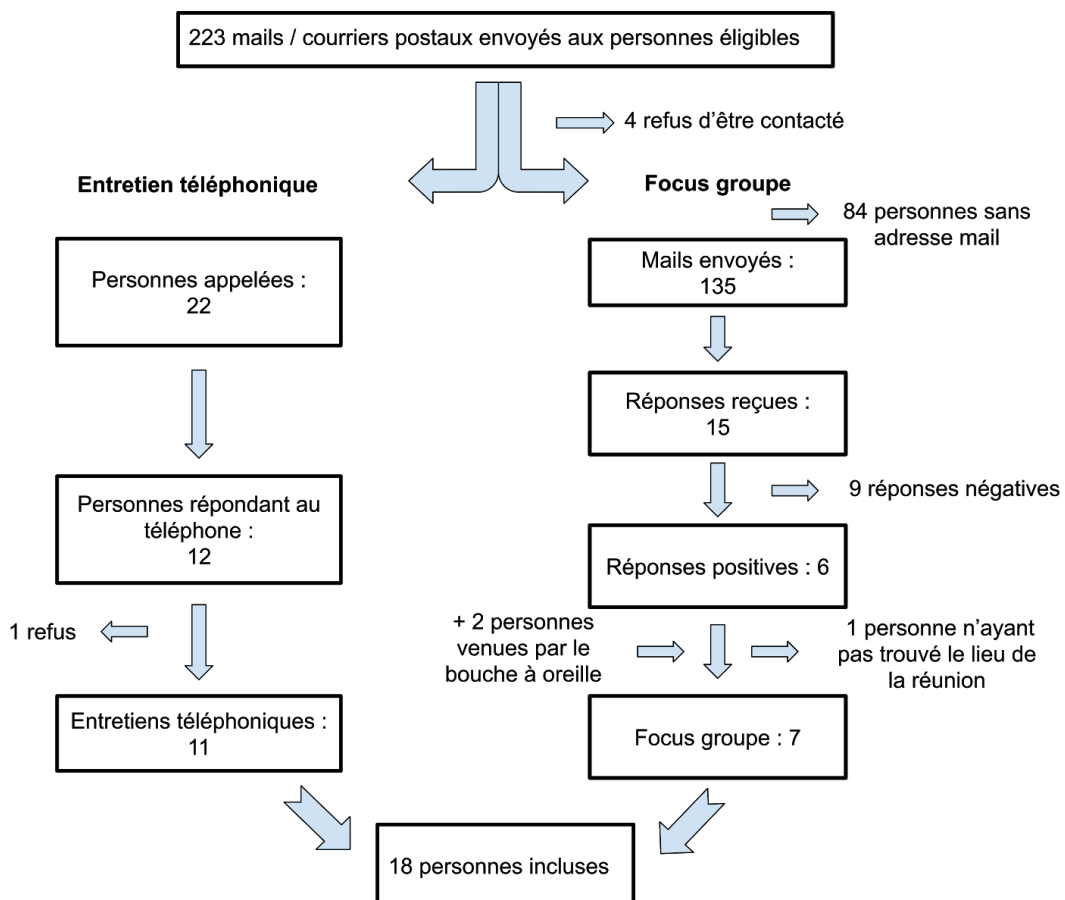 223 mails / courriers postaux envoyés aux personnes éligibles
4 refus d’être contacté
Entretien téléphonique
Focus groupe
84 personnes sans
adresse mail
Personnes appelées :
22
Mails envoyés :
135
Réponses reçues :
15
9 réponses négatives
Personnes répondant au
téléphone :
12
Réponses positives : 6
1 refus
+ 2 personnes
venues par le
bouche à oreille
1 personne n’ayant
pas trouvé le lieu de
la réunion
Entretiens téléphoniques :
11
Focus groupe : 7
18 personnes incluses